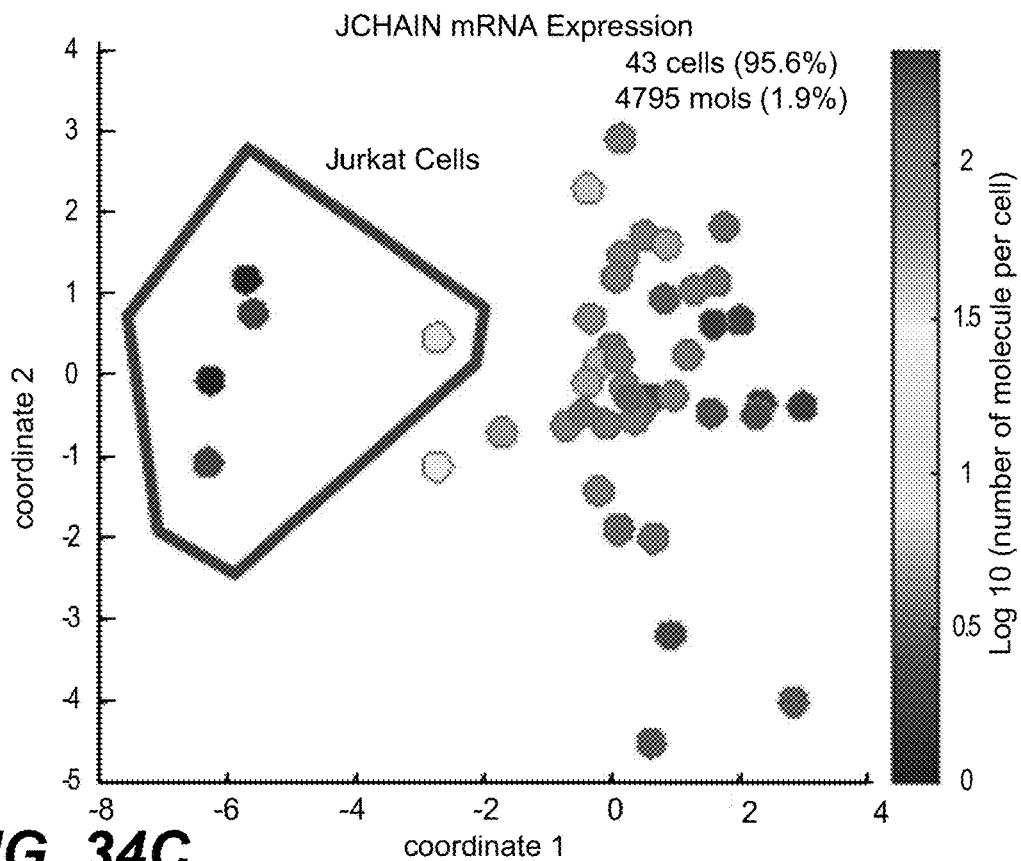 JCHAIN mRNA Expression
43 cells (95.6%)
4795 mols (1.9%)
Jurkat Cells
4
3
2
1
0
-1
-2
-3
-4
-5
coordinate 2
-8
-6
-4
-2
0
2
4
coordinate 1
2
1.5
1
0.5
0
Log 10 (number of molecule per cell)
34C